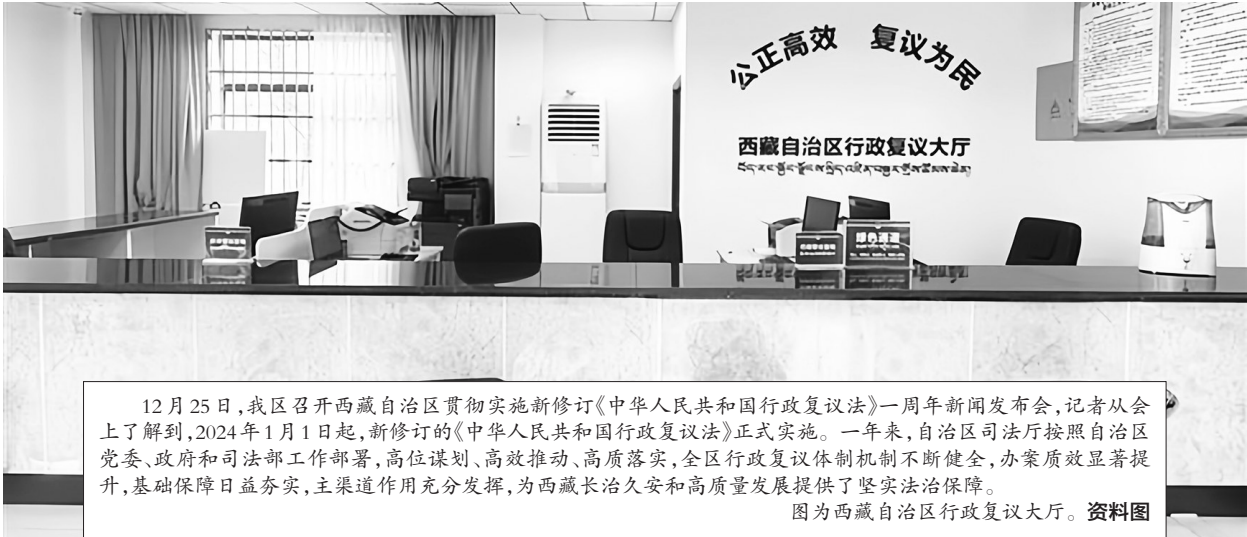 公正高效 复议为民
西藏自治区行政复议大厅
绿色通道
12月25日,我区召开西藏自治区贯彻实施新修订《中华人民共和国行政复议法》一周年新闻发布会,记者从会
上了解到,2024年1月1日起,新修订的《中华人民共和国行政复议法》正式实施。一年来,自治区司法厅按照自治区
党委、政府和司法部工作部署,高位谋划、高效推动、高质落实,全区行政复议体制机制不断健全,办案质效显著提
升,基础保障日益夯实,主渠道作用充分发挥,为西藏长治久安和高质量发展提供了坚实法治保障。
图为西藏自治区行政复议大厅。资料图